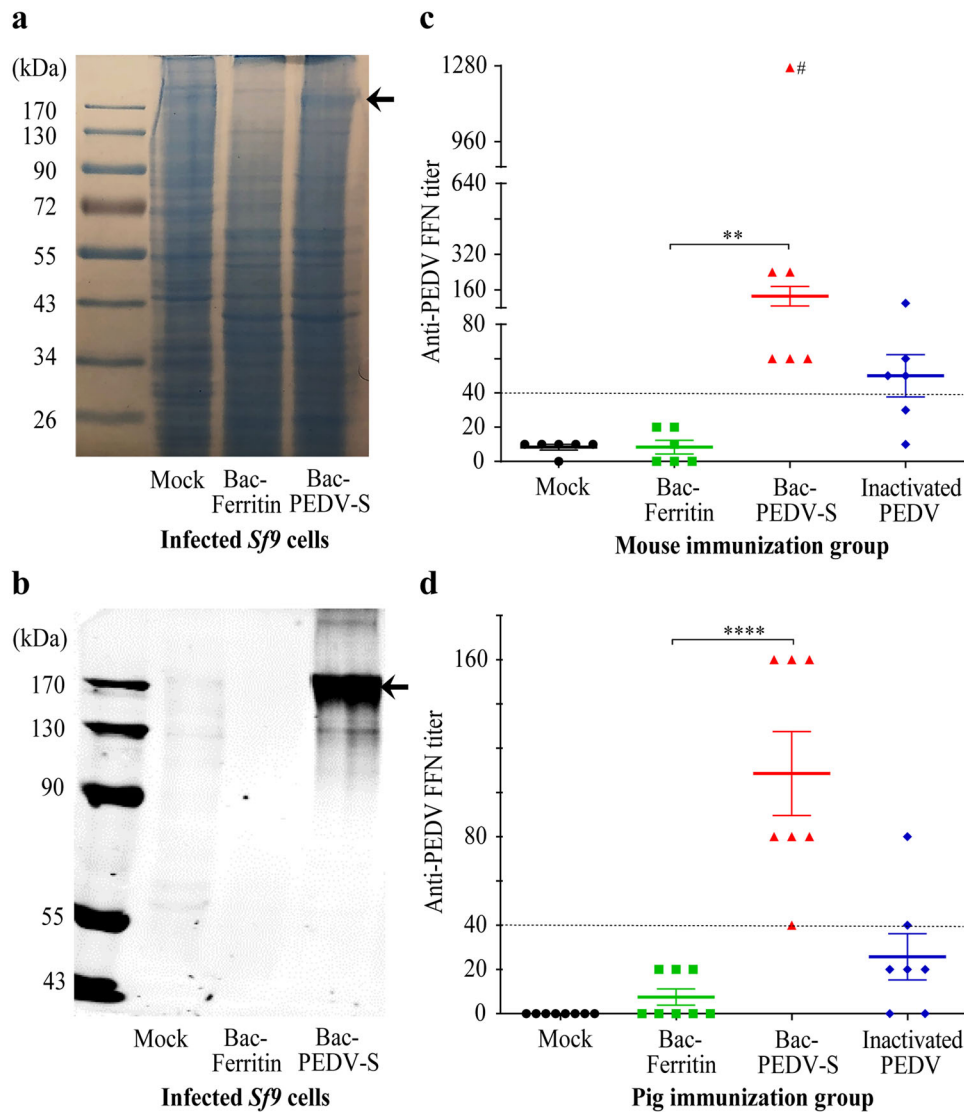 a
(kDa)
170
130
90
72
55
43
34
26
Mock Bac- Bac-
Ferritin PEDV-S
Infected Sf9 cells
b
(kDa)
170
130
90
55
43
Mock Bac- Bac-
Ferritin PEDV-S
Infected Sf9 cells
c
Anti-PEDV FFN titer
1280
960
640
320
160
80
40
20
0
#
**
Mock Bac- Bac- Inactivated
Ferritin PEDV-S PEDV
Mouse immunization group
d
Anti-PEDV FFN titer
160
80
40
20
0
****
Mock Bac- Bac- Inactivated
Ferritin PEDV-S PEDV
Pig immunization group